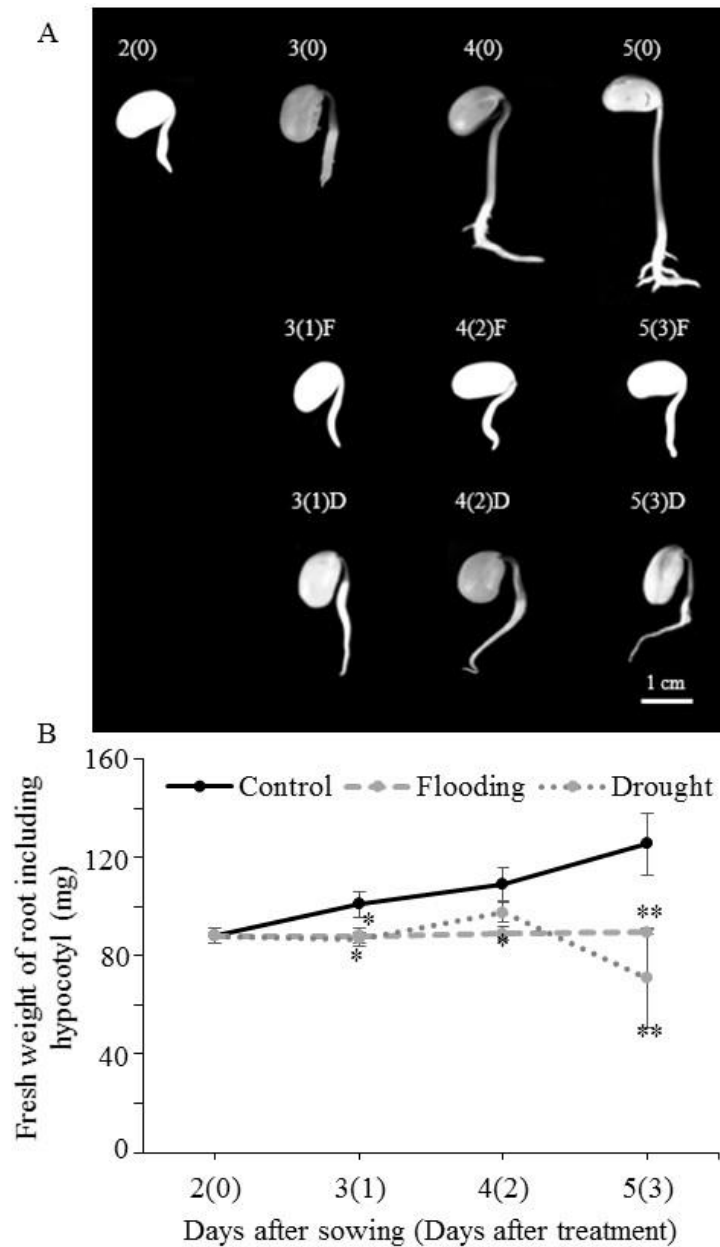 A
2(0) 3(0) 4(0) 5(0)
3(1)F 4(2)F 5(3)F
3(1)D 4(2)D 5(3)D
1 cm
B
160
Control Flooding Drought
120
80
40
0
* * * ** **
Fresh weight of root including
hypocotyl (mg)
2(0) 3(1) 4(2) 5(3)
Days after sowing (Days after treatment)